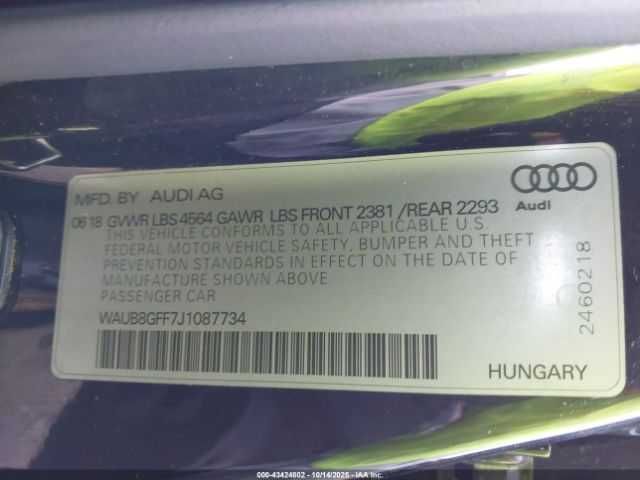 MFD. BY AUDI AG
0618 GVWR LBS 4564 GAWR LBS FRONT 2381 /REAR 2293
THIS VEHICLE CONFORMS TO ALL APPLICABLE U.S.
FEDERAL MOTOR VEHICLE SAFETY, BUMPER AND THEFT
PREVENTION STANDARDS IN EFFECT ON THE DATE OF
MANUFACTURE SHOWN ABOVE
PASSENGER CAR
WAUB8GFF7J1087734
Audi
2460218
HUNGARY
000-43424602 | 10/14/2025 | IAA Inc.